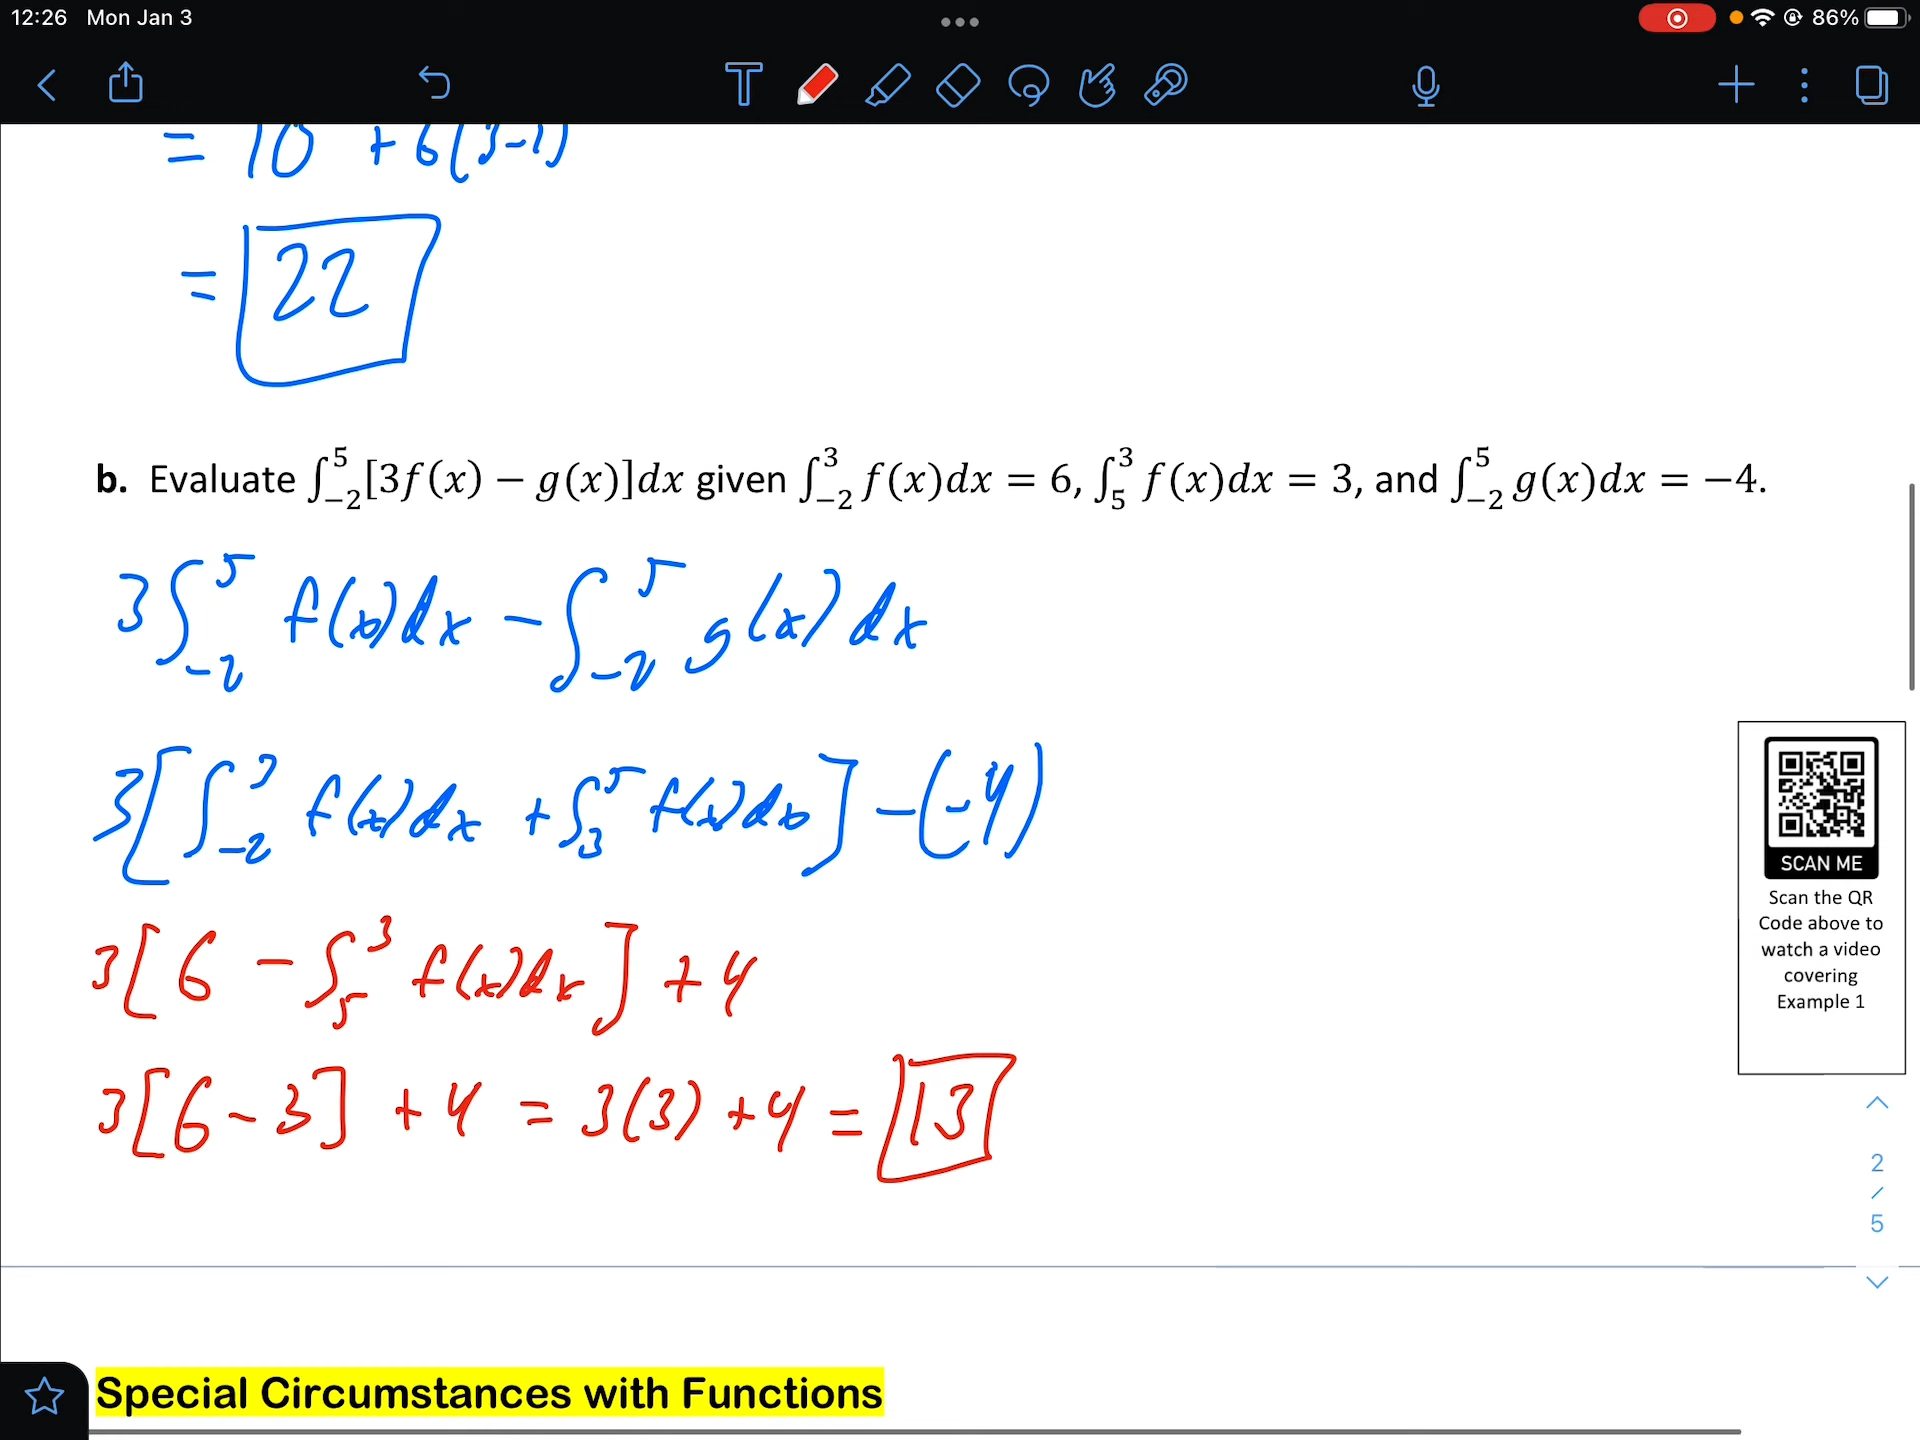 12:26 Mon Jan 3 86%
= 10 + 6(3-1)
= 22
b. Evaluate ∫_{-2}^{5}[3f(x) − g(x)]dx given ∫_{-2}^{3} f(x)dx = 6, ∫_{5}^{3} f(x)dx = 3, and ∫_{-2}^{5} g(x)dx = −4.
3∫_{-2}^{5} f(x)dx - ∫_{-2}^{5} g(x)dx
3[∫_{-2}^{3} f(x)dx + ∫_{3}^{5} f(x)dx] - (-4)
3[6 - ∫_{5}^{3} f(x)dx] + 4
3[6-3] + 4 = 3(3) + 4 = 13
SCAN ME
Scan the QR
Code above to
watch a video
covering
Example 1
2
/
5
Special Circumstances with Functions